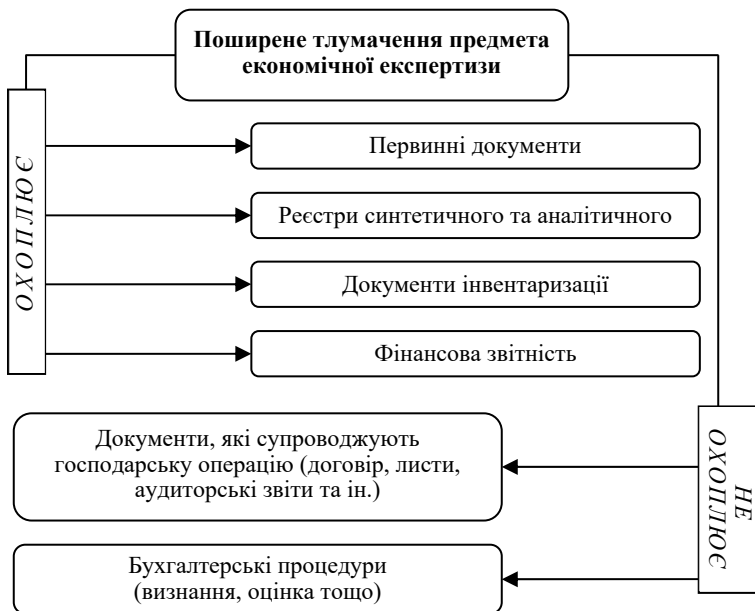 Поширене тлумачення предмета
економічної експертизи
ОХОПЛЮЄ
Первинні документи
Реєстри синтетичного та аналітичного
Документи інвентаризації
Фінансова звітність
Документи, які супроводжують
господарську операцію (договір, листи,
аудиторські звіти та ін.)
НЕ
ОХОПЛЮЄ
Бухгалтерські процедури
(визнання, оцінка тощо)